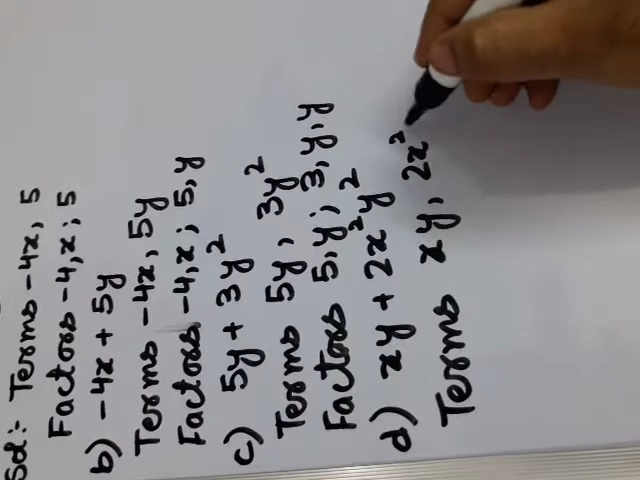 Sol:- Terms -4x, 5
Factors -4, x ; 5
b) -4x + 5y
Terms -4x, 5y
Factors -4, x ; 5, y
c) 5y + 3y²
Terms 5y, 3y²
Factors 5, y ; 3, y, y
d) xy + 2x²y²
Terms xy, 2x²